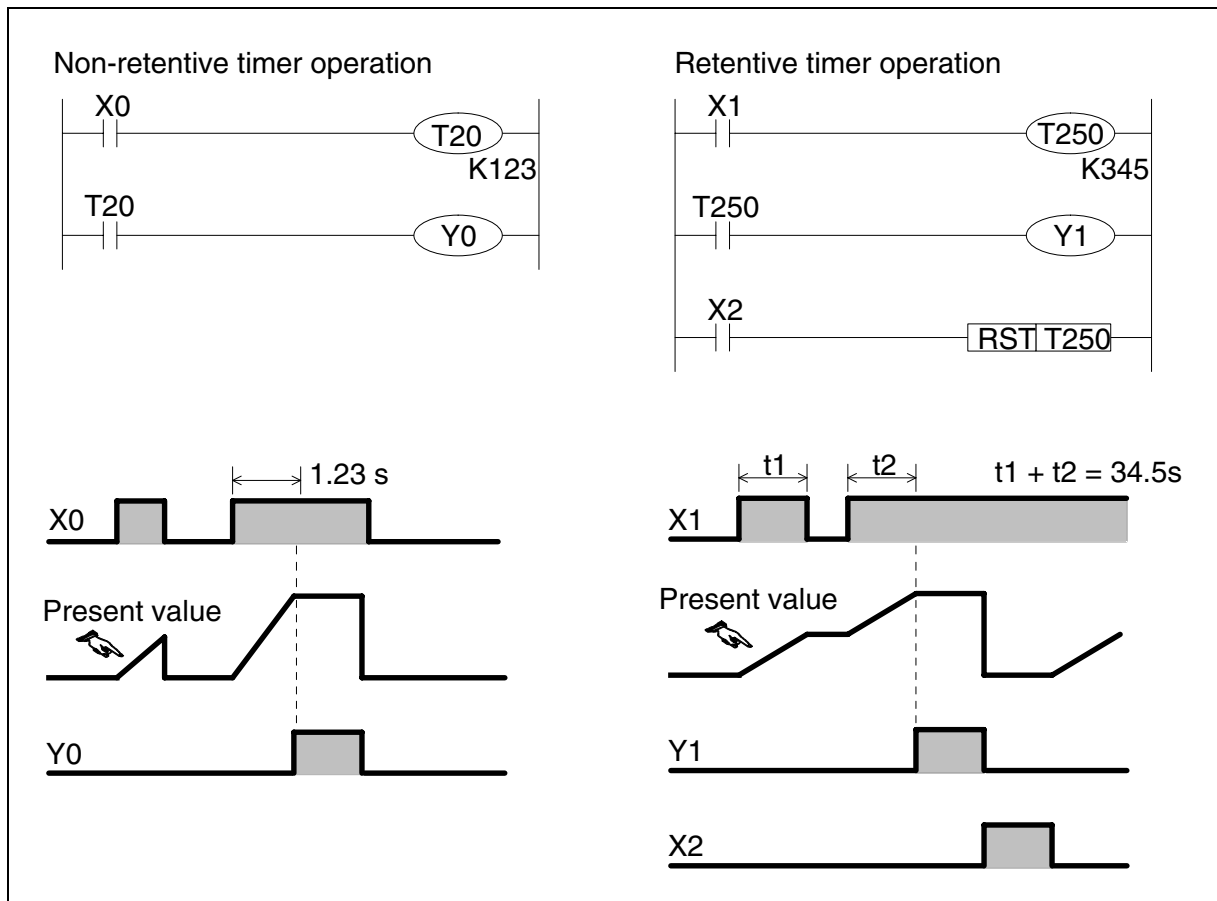 Non-retentive timer operation
X0
T20
K123
T20
Y0
1.23 s
X0
Present value
Y0
Retentive timer operation
X1
T250
K345
T250
Y1
X2
RST T250
t1
t2
t1 + t2 = 34.5s
X1
Present value
Y1
X2